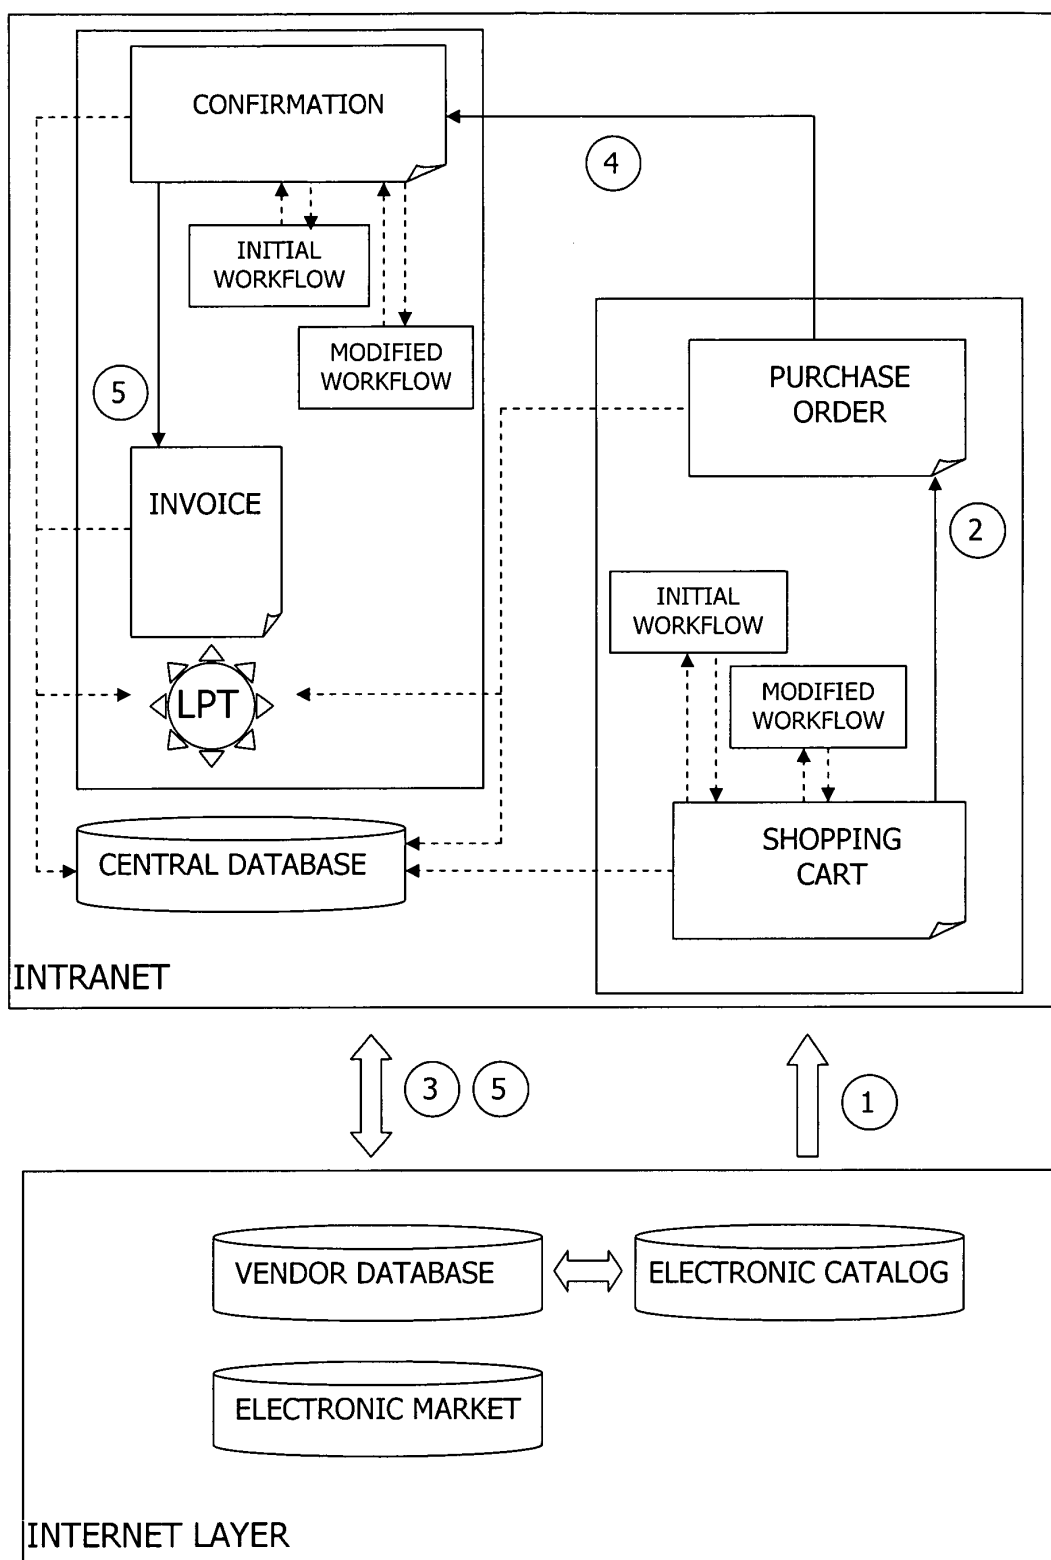 CONFIRMATION
4
INITIAL
WORKFLOW
MODIFIED
WORKFLOW
5
PURCHASE
ORDER
INVOICE
2
INITIAL
WORKFLOW
LPT
MODIFIED
WORKFLOW
SHOPPING
CART
CENTRAL DATABASE
INTRANET
3
5
1
VENDOR DATABASE
ELECTRONIC CATALOG
ELECTRONIC MARKET
INTERNET LAYER